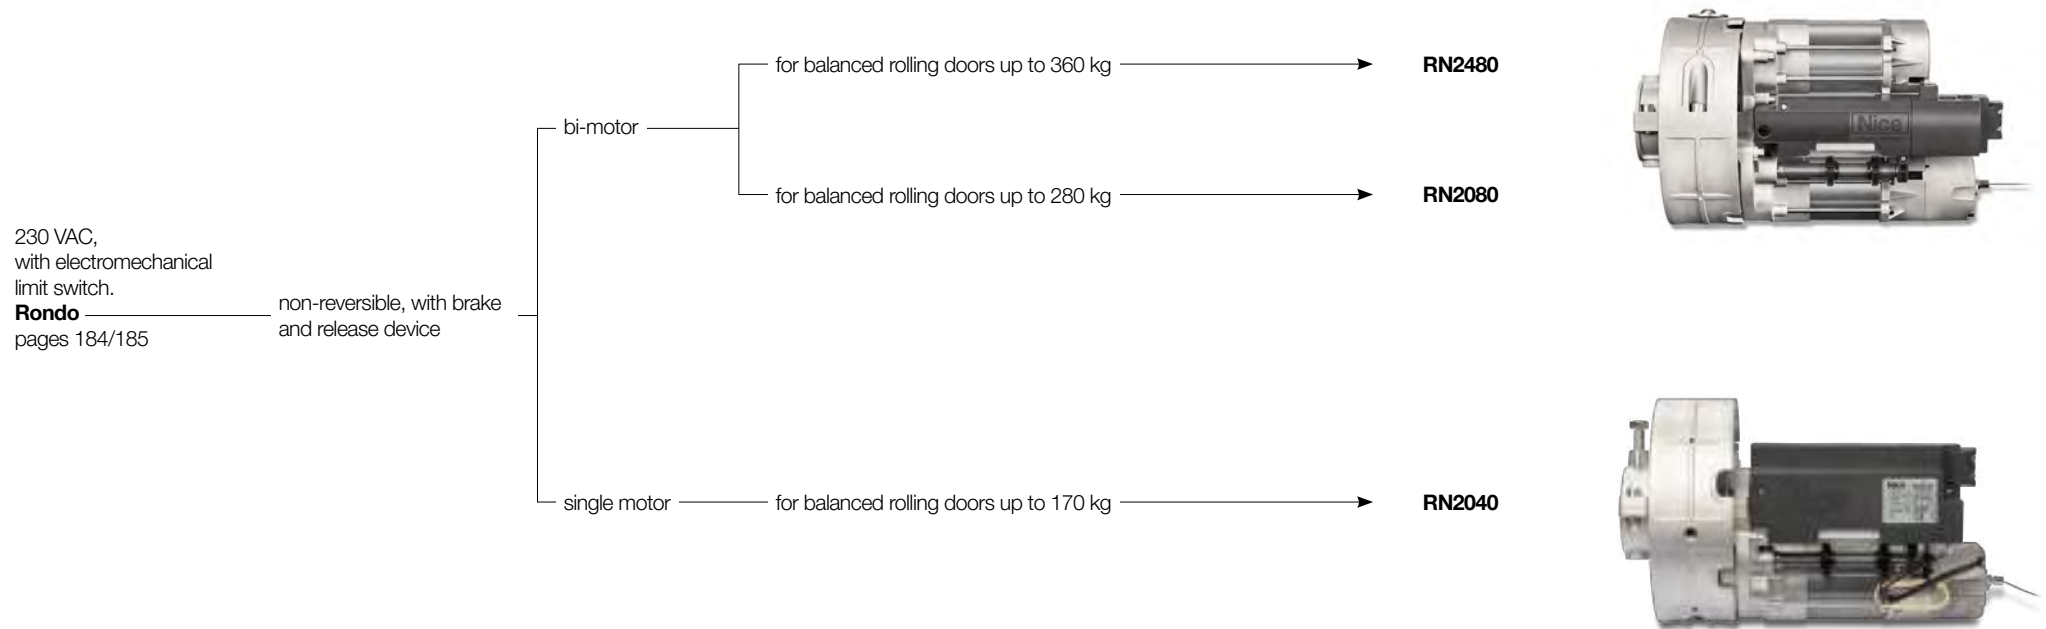 for balanced rolling doors up to 360 kg
RN2480
bi-motor
for balanced rolling doors up to 280 kg
RN2080
230 VAC,
with electromechanical
limit switch.
Rondo
pages 184/185
non-reversible, with brake
and release device
single motor
for balanced rolling doors up to 170 kg
RN2040
Nice